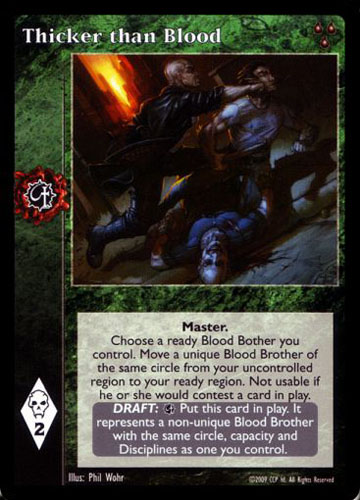 Thicker than Blood
Master.
Choose a ready Blood Bother you
control. Move a unique Blood Brother of
the same circle from your uncontrolled
region to your ready region. Not usable if
he or she would contest a card in play.
DRAFT: Put this card in play. It
represents a non-unique Blood Brother
with the same circle, capacity and
Disciplines as one you control.
2
Illus: Phil Wohr
©2009 CCP hf. All Rights Reserved